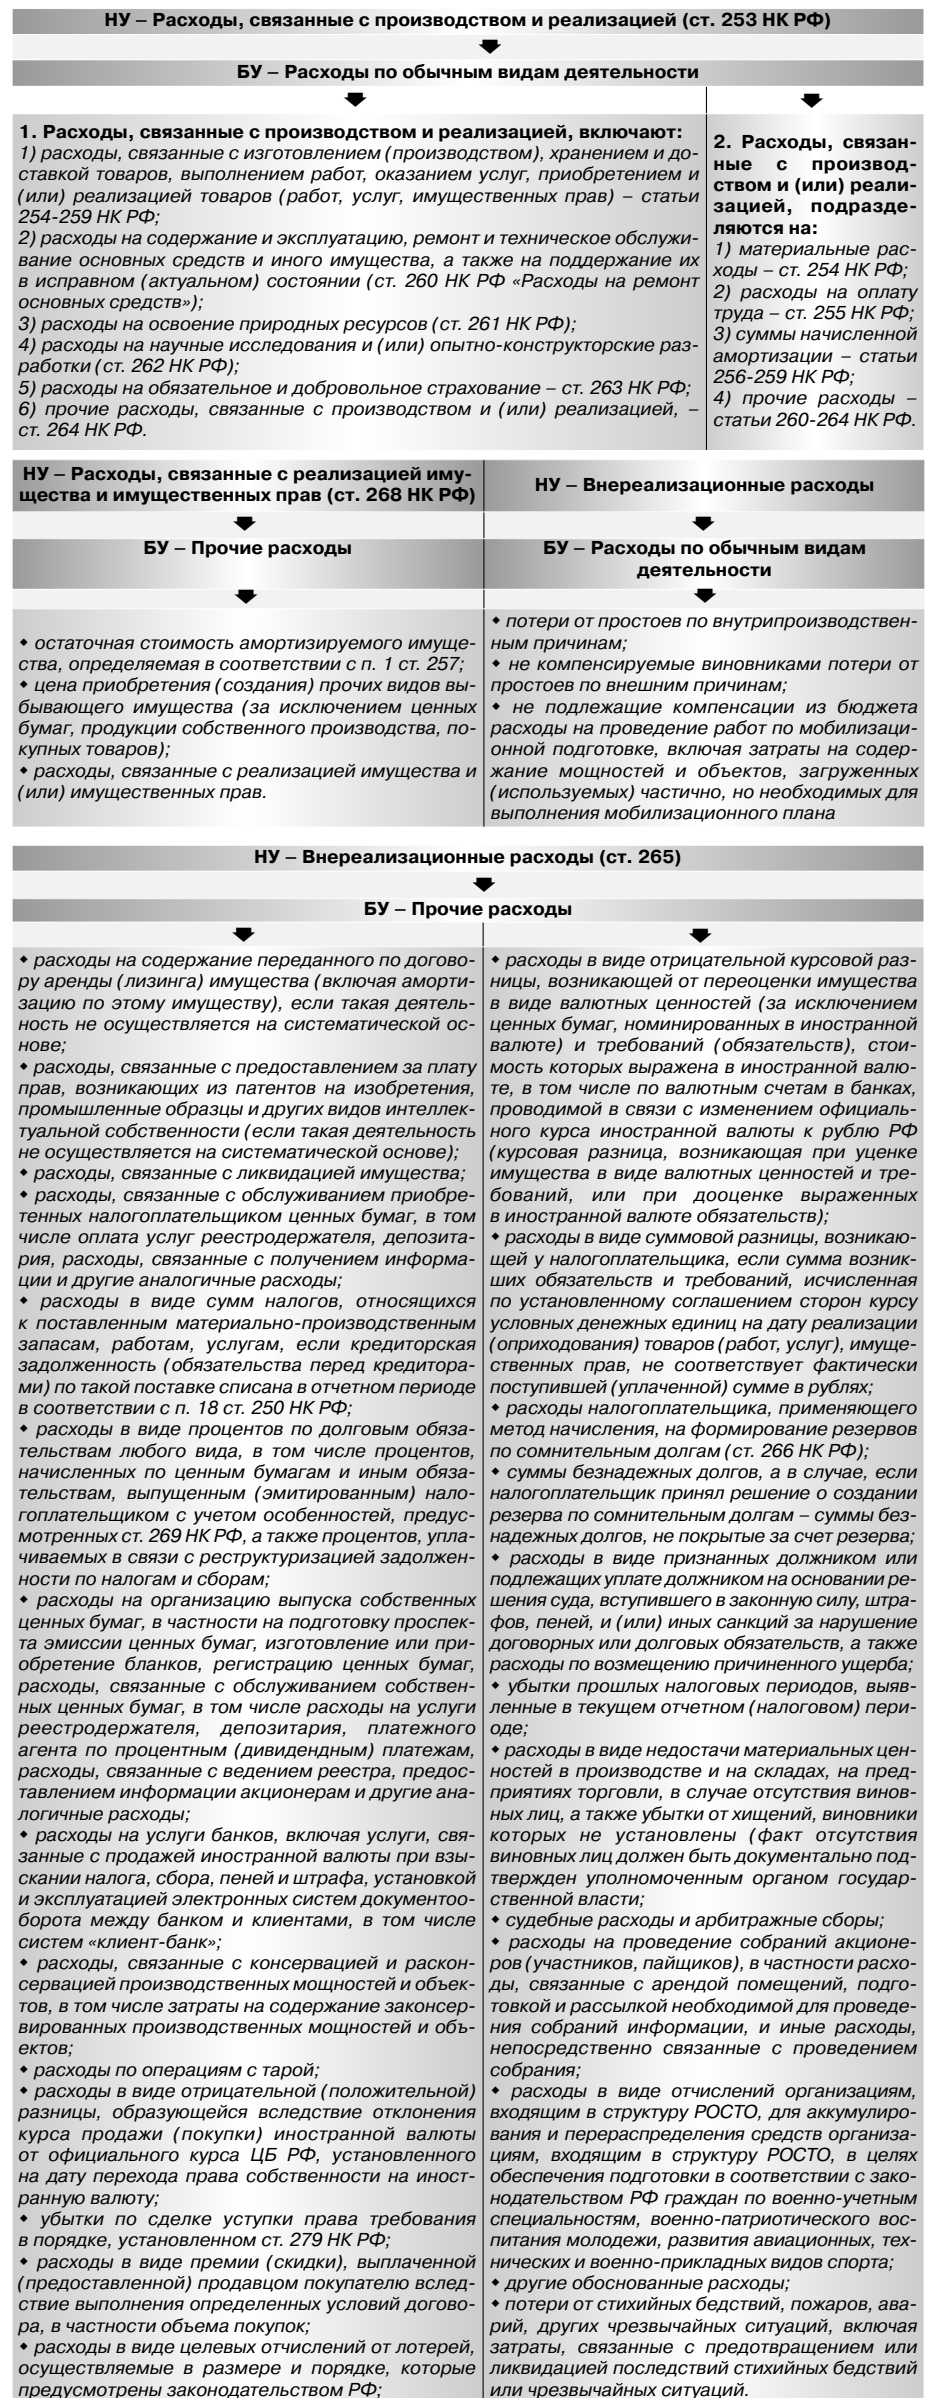 НУ – Расходы, связанные с производством и реализацией (ст. 253 НК РФ)
БУ – Расходы по обычным видам деятельности
1. Расходы, связанные с производством и реализацией, включают:
1) расходы, связанные с изготовлением (производством), хранением и до-
ставкой товаров, выполнением работ, оказанием услуг, приобретением и
(или) реализацией товаров (работ, услуг, имущественных прав) – статьи
254-259 НК РФ;
2) расходы на содержание и эксплуатацию, ремонт и техническое обслужи-
вание основных средств и иного имущества, а также на поддержание их
в исправном (актуальном) состоянии (ст. 260 НК РФ «Расходы на ремонт
основных средств»);
3) расходы на освоение природных ресурсов (ст. 261 НК РФ);
4) расходы на научные исследования и (или) опытно-конструкторские раз-
работки (ст. 262 НК РФ);
5) расходы на обязательное и добровольное страхование – ст. 263 НК РФ;
6) прочие расходы, связанные с производством и (или) реализацией, –
ст. 264 НК РФ.
2. Расходы, связан-
ные с производ-
ством и (или) реали-
зацией, подразде-
ляются на:
1) материальные рас-
ходы – ст. 254 НК РФ;
2) расходы на оплату
труда – ст. 255 НК РФ;
3) суммы начисленной
амортизации – статьи
256-259 НК РФ;
4) прочие расходы –
статьи 260-264 НК РФ.
НУ – Расходы, связанные с реализацией иму-
щества и имущественных прав (ст. 268 НК РФ)
БУ – Прочие расходы
• остаточная стоимость амортизируемого имуще-
ства, определяемая в соответствии с п. 1 ст. 257;
• цена приобретения (создания) прочих видов вы-
бывающего имущества (за исключением ценных
бумаг, продукции собственного производства, по-
купных товаров);
• расходы, связанные с реализацией имущества и
(или) имущественных прав.
НУ – Внереализационные расходы
БУ – Расходы по обычным видам
деятельности
• потери от простоев по внутрипроизводствен-
ным причинам;
• не компенсируемые виновниками потери от
простоев по внешним причинам;
• не подлежащие компенсации из бюджета
расходы на проведение работ по мобилизаци-
онной подготовке, включая затраты на содер-
жание мощностей и объектов, загруженных
(используемых) частично, но необходимых для
выполнения мобилизационного плана
НУ – Внереализационные расходы (ст. 265)
БУ – Прочие расходы
• расходы на содержание переданного по догово-
ру аренды (лизинга) имущества (включая аморти-
зацию по этому имуществу), если такая деятель-
ность не осуществляется на систематической ос-
нове;
• расходы, связанные с предоставлением за плату
прав, возникающих из патентов на изобретения,
промышленные образцы и других видов интеллек-
туальной собственности (если такая деятельность
не осуществляется на систематической основе);
• расходы, связанные с ликвидацией имущества;
• расходы, связанные с обслуживанием приобре-
тенных налогоплательщиком ценных бумаг, в том
числе оплата услуг реестродержателя, депозита-
рия, расходы, связанные с получением информа-
ции и другие аналогичные расходы;
• расходы в виде сумм налогов, относящихся
к поставленным материально-производственным
запасам, работам, услугам, если кредиторская
задолженность (обязательства перед кредитора-
ми) по такой поставке списана в отчетном периоде
в соответствии с п. 18 ст. 250 НК РФ;
• расходы в виде процентов по долговым обяза-
тельствам любого вида, в том числе процентов,
начисленных по ценным бумагам и иным обяза-
тельствам, выпущенным (эмитированным) нало-
гоплательщиком с учетом особенностей, предус-
мотренных ст. 269 НК РФ, а также процентов, упла-
чиваемых в связи с реструктуризацией задолжен-
ности по налогам и сборам;
• расходы на организацию выпуска собственных
ценных бумаг, в частности на подготовку проспек-
та эмиссии ценных бумаг, изготовление или при-
обретение бланков, регистрацию ценных бумаг,
расходы, связанные с обслуживанием собствен-
ных ценных бумаг, в том числе расходы на услуги
реестродержателя, депозитария, платежного
агента по процентным (дивидендным) платежам,
расходы, связанные с ведением реестра, предос-
тавлением информации акционерам и другие ана-
логичные расходы;
• расходы на услуги банков, включая услуги, свя-
занные с продажей иностранной валюты при взы-
скании налога, сбора, пеней и штрафа, установкой
и эксплуатацией электронных систем документоо-
борота между банком и клиентами, в том числе
систем «клиент-банк»;
• расходы, связанные с консервацией и раскон-
сервацией производственных мощностей и объек-
тов, в том числе затраты на содержание законсер-
вированных производственных мощностей и объ-
ектов;
• расходы по операциям с тарой;
• расходы в виде отрицательной (положительной)
разницы, образующейся вследствие отклонения
курса продажи (покупки) иностранной валюты
от официального курса ЦБ РФ, установленного
на дату перехода права собственности на иност-
ранную валюту;
• убытки по сделке уступки права требования
в порядке, установленном ст. 279 НК РФ;
• расходы в виде премии (скидки), выплаченной
(предоставленной) продавцом покупателю вслед-
ствие выполнения определенных условий догово-
ра, в частности объема покупок;
• расходы в виде целевых отчислений от лотерей,
осуществляемые в размере и порядке, которые
предусмотрены законодательством РФ;
• расходы в виде отрицательной курсовой раз-
ницы, возникающей от переоценки имущества
в виде валютных ценностей (за исключением
ценных бумаг, номинированных в иностранной
валюте) и требований (обязательств), стои-
мость которых выражена в иностранной валю-
те, в том числе по валютным счетам в банках,
проводимой в связи с изменением официаль-
ного курса иностранной валюты к рублю РФ
(курсовая разница, возникающая при уценке
имущества в виде валютных ценностей и тре-
бований, или при дооценке выраженных
в иностранной валюте обязательств);
• расходы в виде суммовой разницы, возникаю-
щей у налогоплательщика, если сумма возник-
ших обязательств и требований, исчисленная
по установленному соглашением сторон курсу
условных денежных единиц на дату реализации
(оприходования) товаров (работ, услуг), имуще-
ственных прав, не соответствует фактически
поступившей (уплаченной) сумме в рублях;
• расходы налогоплательщика, применяющего
метод начисления, на формирование резервов
по сомнительным долгам (ст. 266 НК РФ);
• суммы безнадежных долгов, а в случае, если
налогоплательщик принял решение о создании
резерва по сомнительным долгам – суммы без-
надежных долгов, не покрытые за счет резерва;
• расходы в виде признанных должником или
подлежащих уплате должником на основании ре-
шения суда, вступившего в законную силу, штра-
фов, пеней, и (или) иных санкций за нарушение
договорных или долговых обязательств, а также
расходы по возмещению причиненного ущерба;
• убытки прошлых налоговых периодов, выяв-
ленные в текущем отчетном (налоговом) пери-
оде;
• расходы в виде недостачи материальных цен-
ностей в производстве и на складах, на пред-
приятиях торговли, в случае отсутствия винов-
ных лиц, а также убытки от хищений, виновники
которых не установлены (факт отсутствия
виновных лиц должен быть документально под-
твержден уполномоченным органом государ-
ственной власти;
• судебные расходы и арбитражные сборы;
• расходы на проведение собраний акционе-
ров (участников, пайщиков), в частности расхо-
ды, связанные с арендой помещений, подго-
товкой и рассылкой необходимой для проведе-
ния собраний информации, и иные расходы,
непосредственно связанные с проведением
собрания;
• расходы в виде отчислений организациям,
входящим в структуру РОСТО, для аккумулиро-
вания и перераспределения средств организа-
циям, входящим в структуру РОСТО, в целях
обеспечения подготовки в соответствии с зако-
нодательством РФ граждан по военно-учетным
специальностям, военно-патриотического вос-
питания молодежи, развития авиационных, тех-
нических и военно-прикладных видов спорта;
• другие обоснованные расходы;
• потери от стихийных бедствий, пожаров, ава-
рий, других чрезвычайных ситуаций, включая
затраты, связанные с предотвращением или
ликвидацией последствий стихийных бедствий
или чрезвычайных ситуаций.